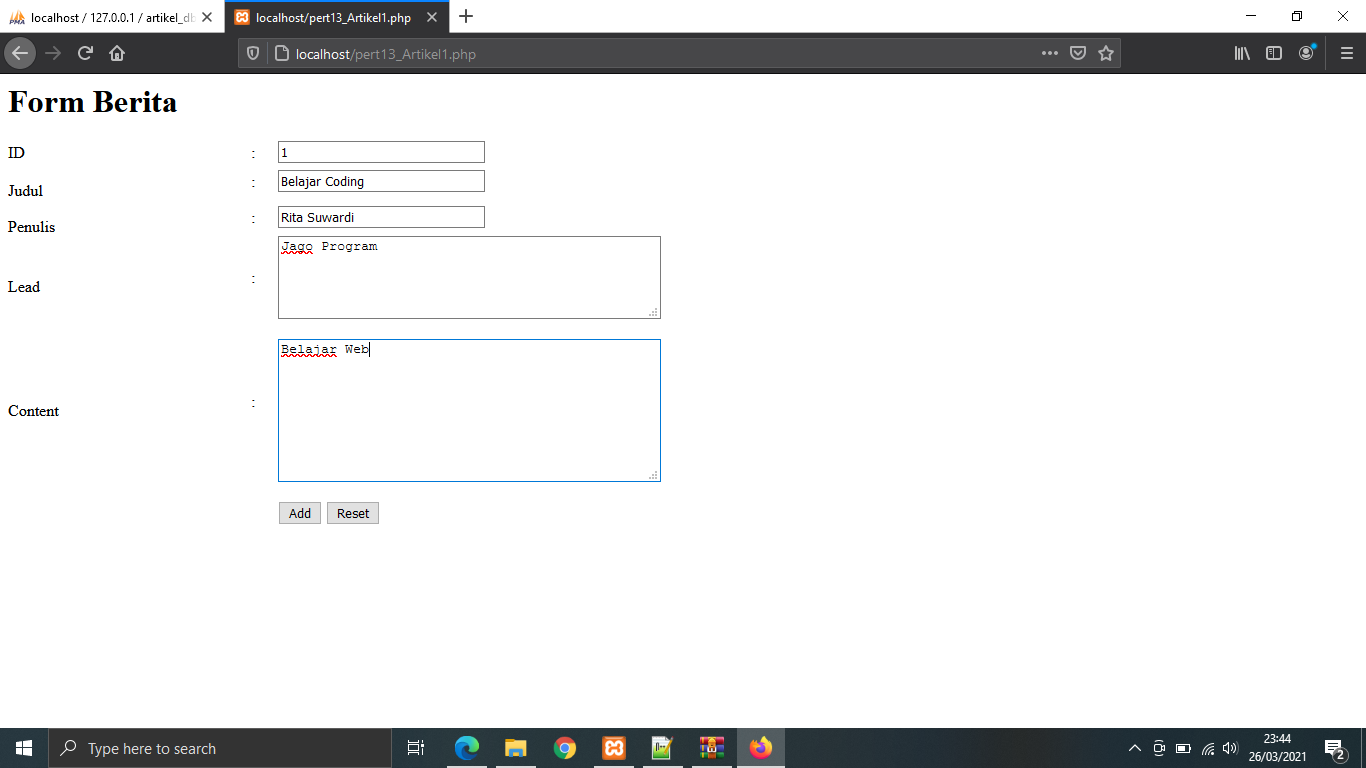 localhost / 127.0.0.1 / artikel_db
localhost/pert13_Artikel1.php
localhost/pert13_Artikel1.php
Form Berita
ID : 1
Judul : Belajar Coding
Penulis : Rita Suwardi
Lead : Jago Program
Content : Belajar Web
Add Reset
Type here to search
23:44
26/03/2021
2